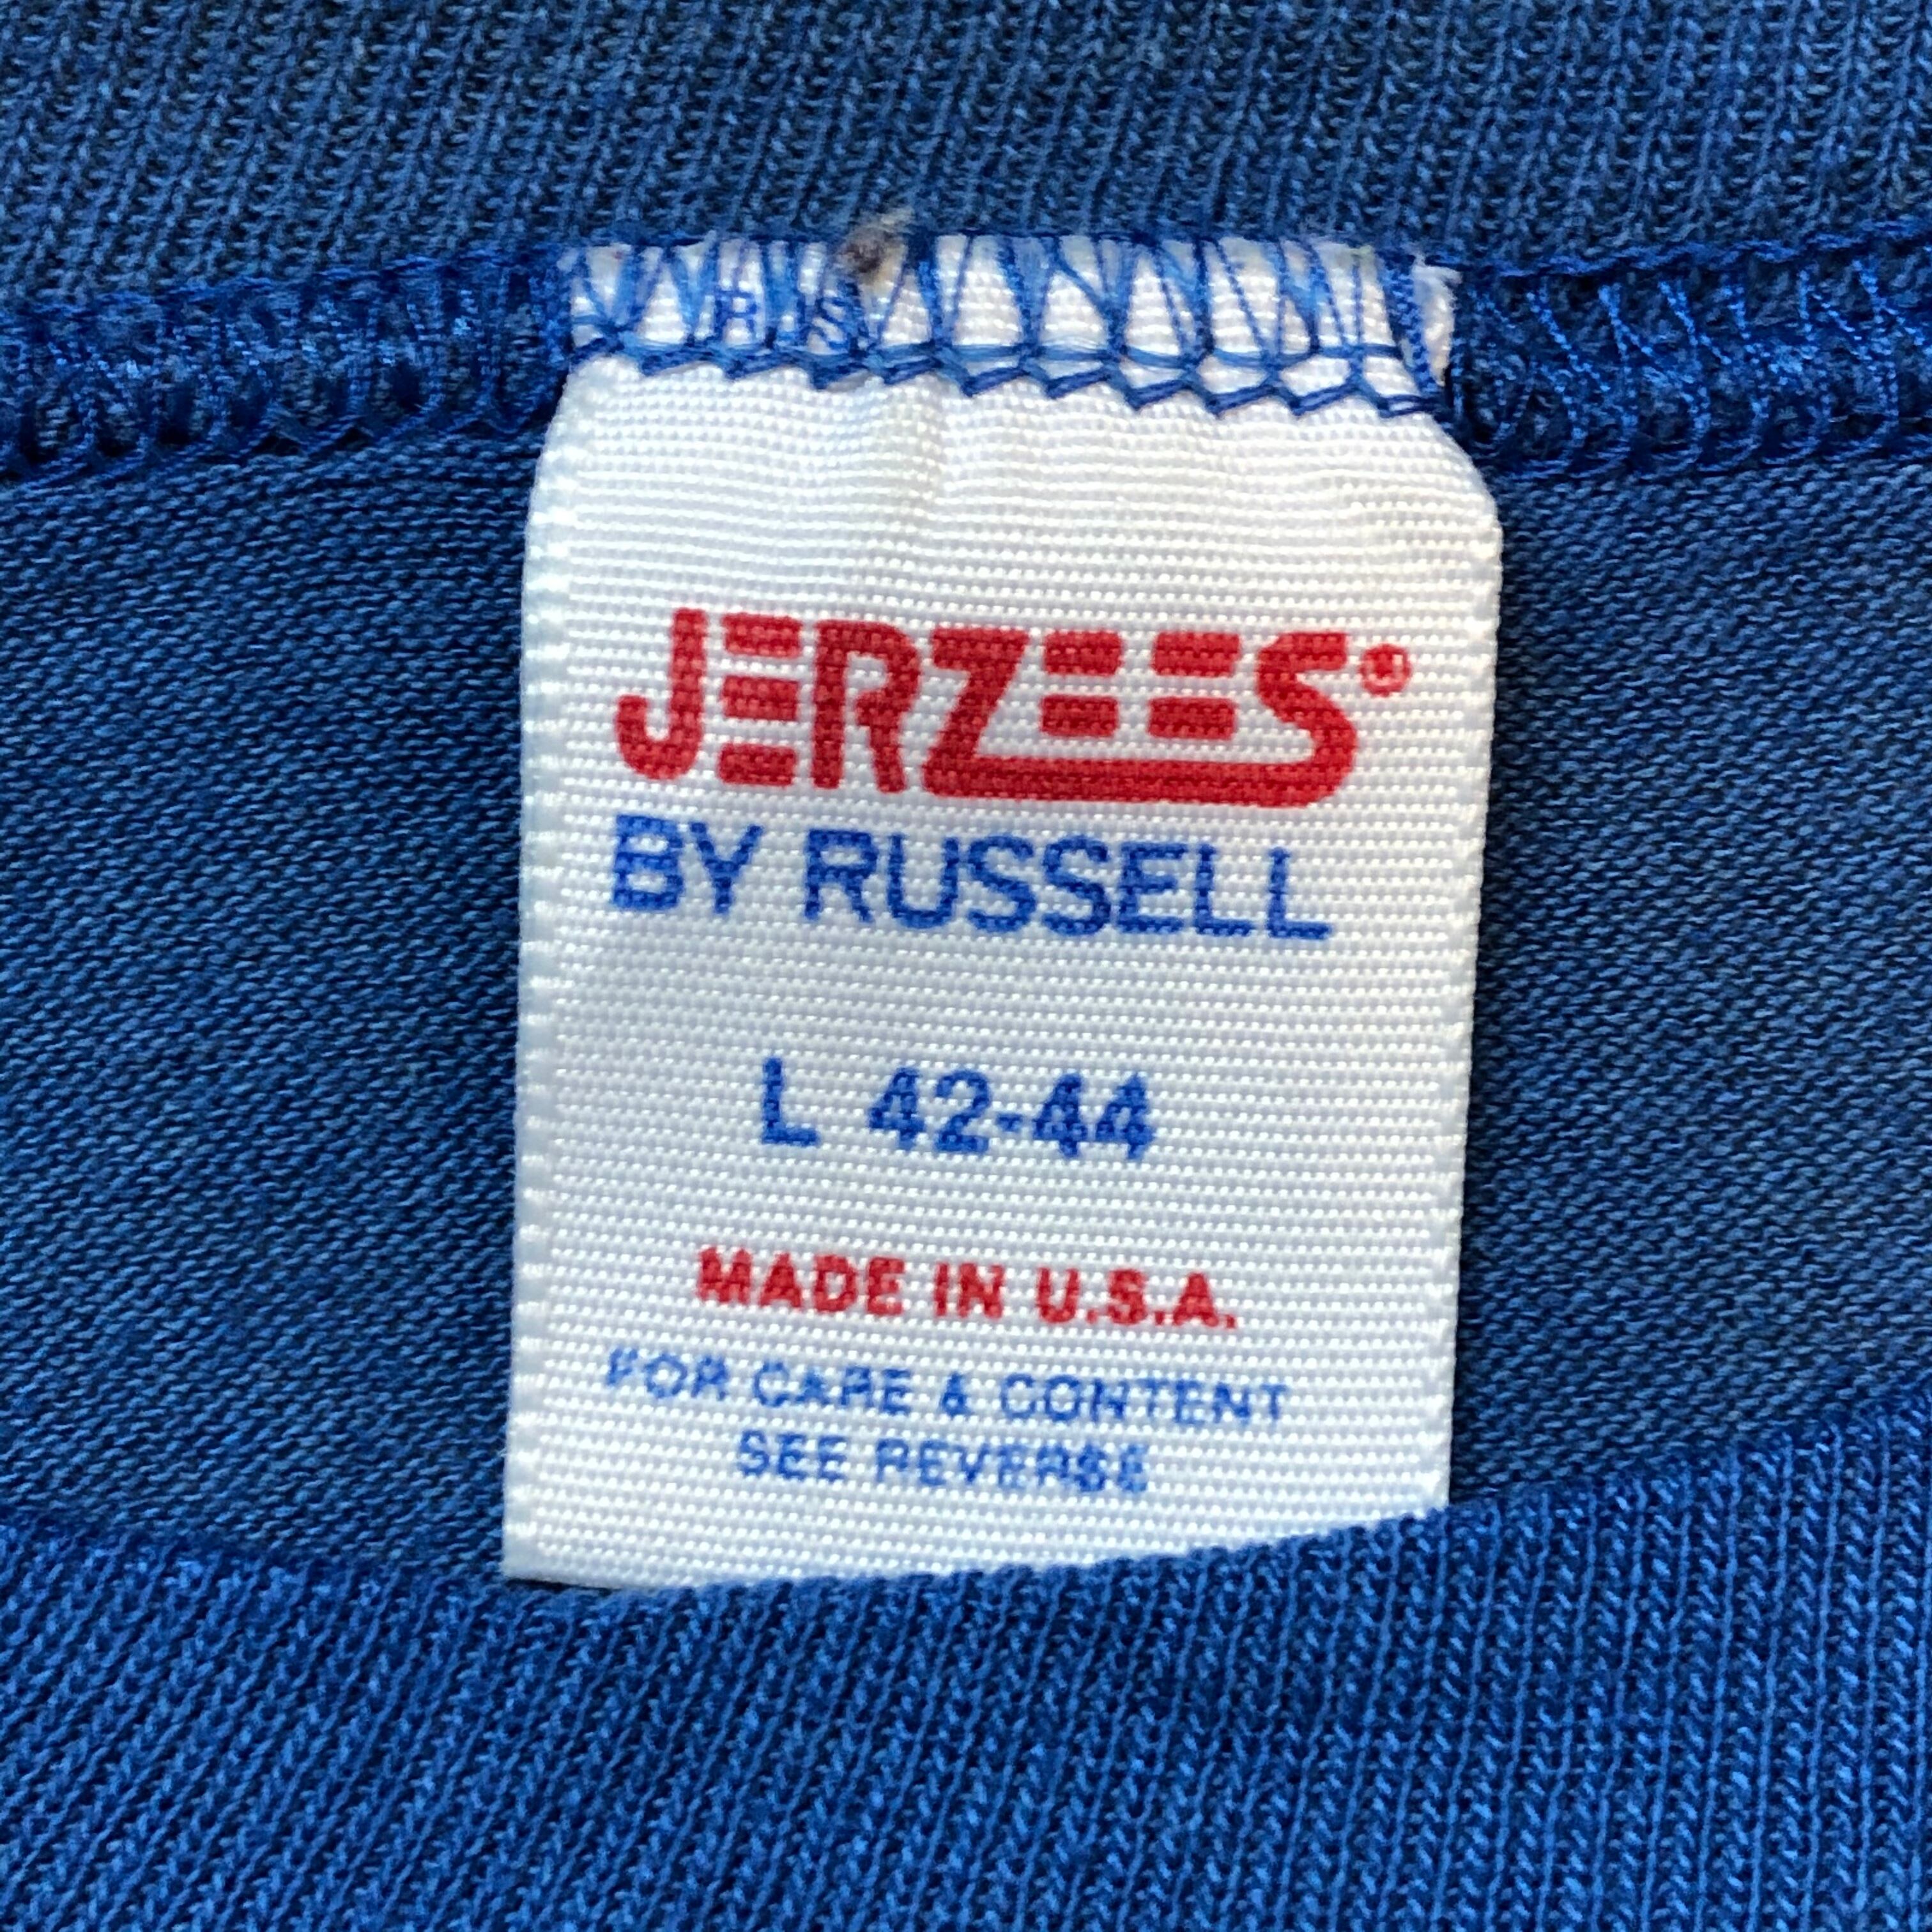 JERZEES®
BY RUSSELL
L 42-44
MADE IN U.S.A.
FOR CARE & CONTENT
SEE REVERSE